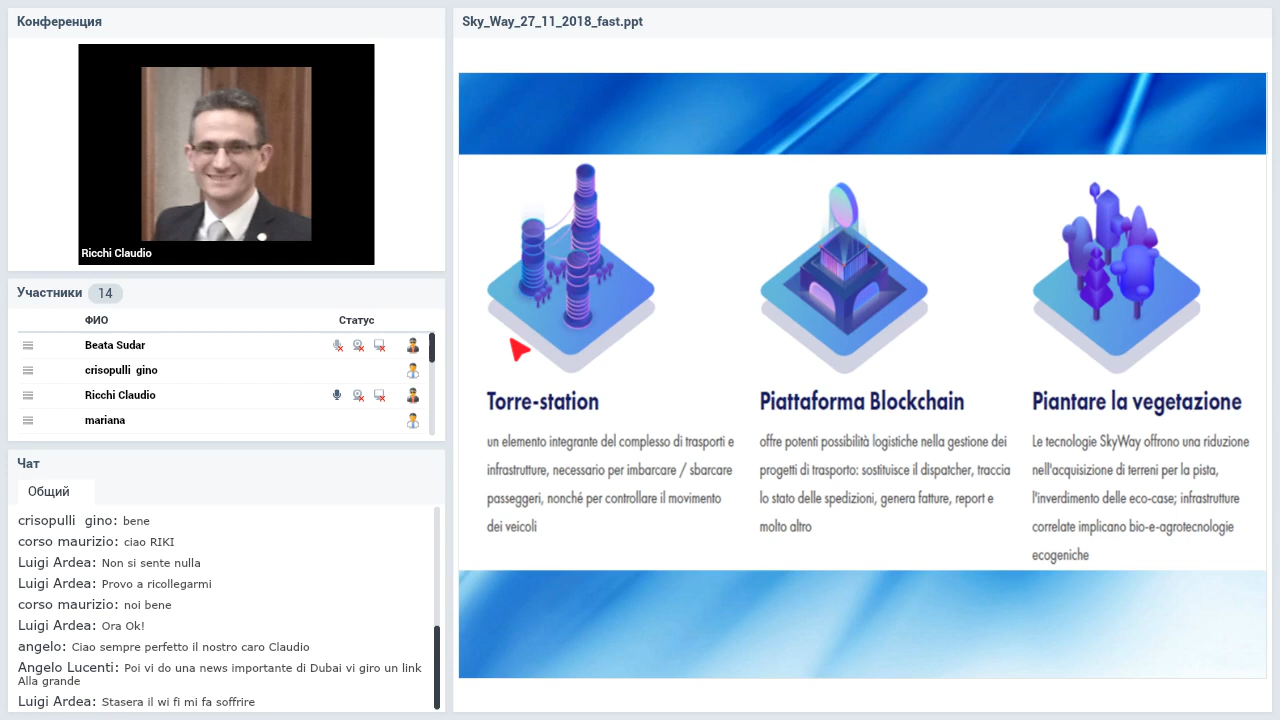 Конференция
Ricchi Claudio
Участники 14
ФИО Статус
Beata Sudar
crisopulli gino
Ricchi Claudio
mariana
Чат
Общий
crisopulli gino: bene
corso maurizio: ciao RIKI
Luigi Ardea: Non si sente nulla
Luigi Ardea: Provo a ricollegarmi
corso maurizio: noi bene
Luigi Ardea: Ora Ok!
angelo: Ciao sempre perfetto il nostro caro Claudio
Angelo Lucenti: Poi vi do una news importante di Dubai vi giro un link
Alla grande
Luigi Ardea: Stasera il wi fi mi fa soffrire
Sky_Way_27_11_2018_fast.ppt
Torre-station
un elemento integrante del complesso di trasporti e
infrastrutture, necessario per imbarcare / sbarcare
passeggeri, nonché per controllare il movimento
dei veicoli
Piattaforma Blockchain
offre potenti possibilità logistiche nella gestione dei
progetti di trasporto: sostituisce il dispatcher, traccia
lo stato delle spedizioni, genera fatture, report e
molto altro
Piantare la vegetazione
Le tecnologie SkyWay offrono una riduzione
nell'acquisizione di terreni per la pista,
l'inverdimento delle eco-case; infrastrutture
correlate implicano bio-e-agrotecnologie
ecogeniche